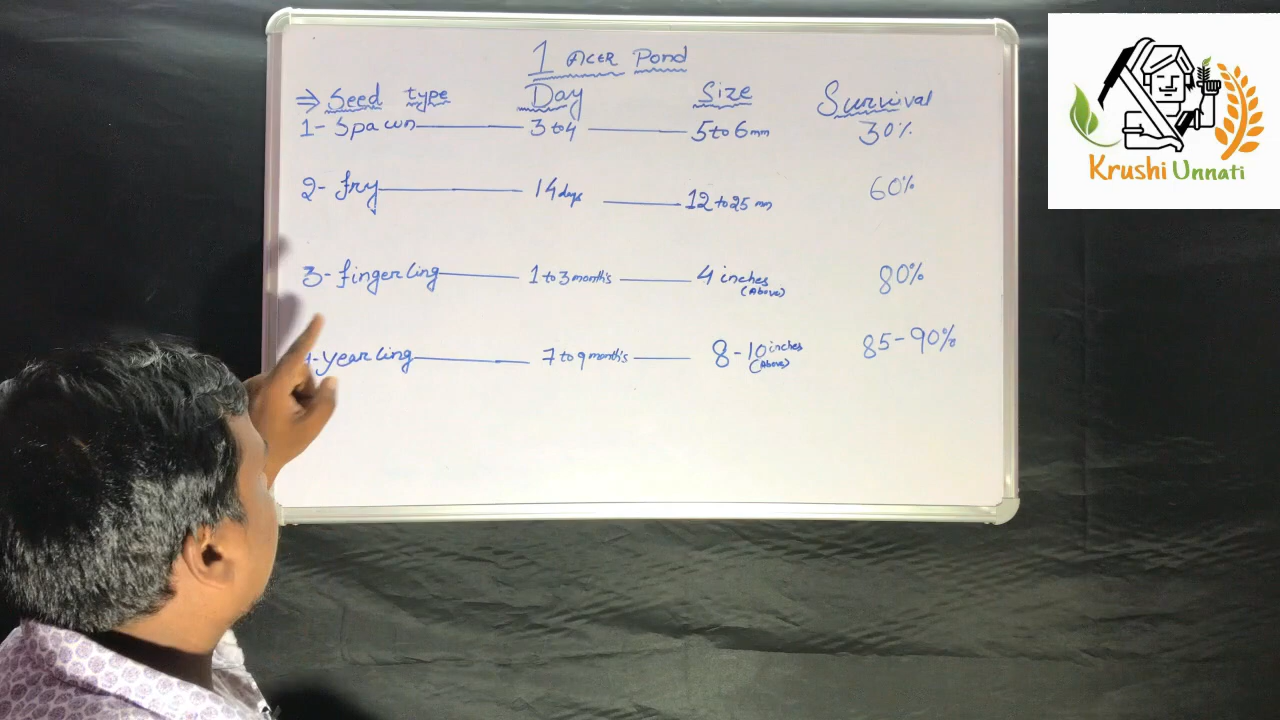 1 Acer Pond
⇒ Seed type Day Size Survival
1- Spawn 3 to 4 5 to 6 mm 30%
2- fry 14 days 12 to 25 mm 60%
3- fingerling 1 to 3 month's 4 inches (Above) 80%
4- yearling 7 to 9 month's 8-10 inches (Above) 85-90%
Krushi Unnati